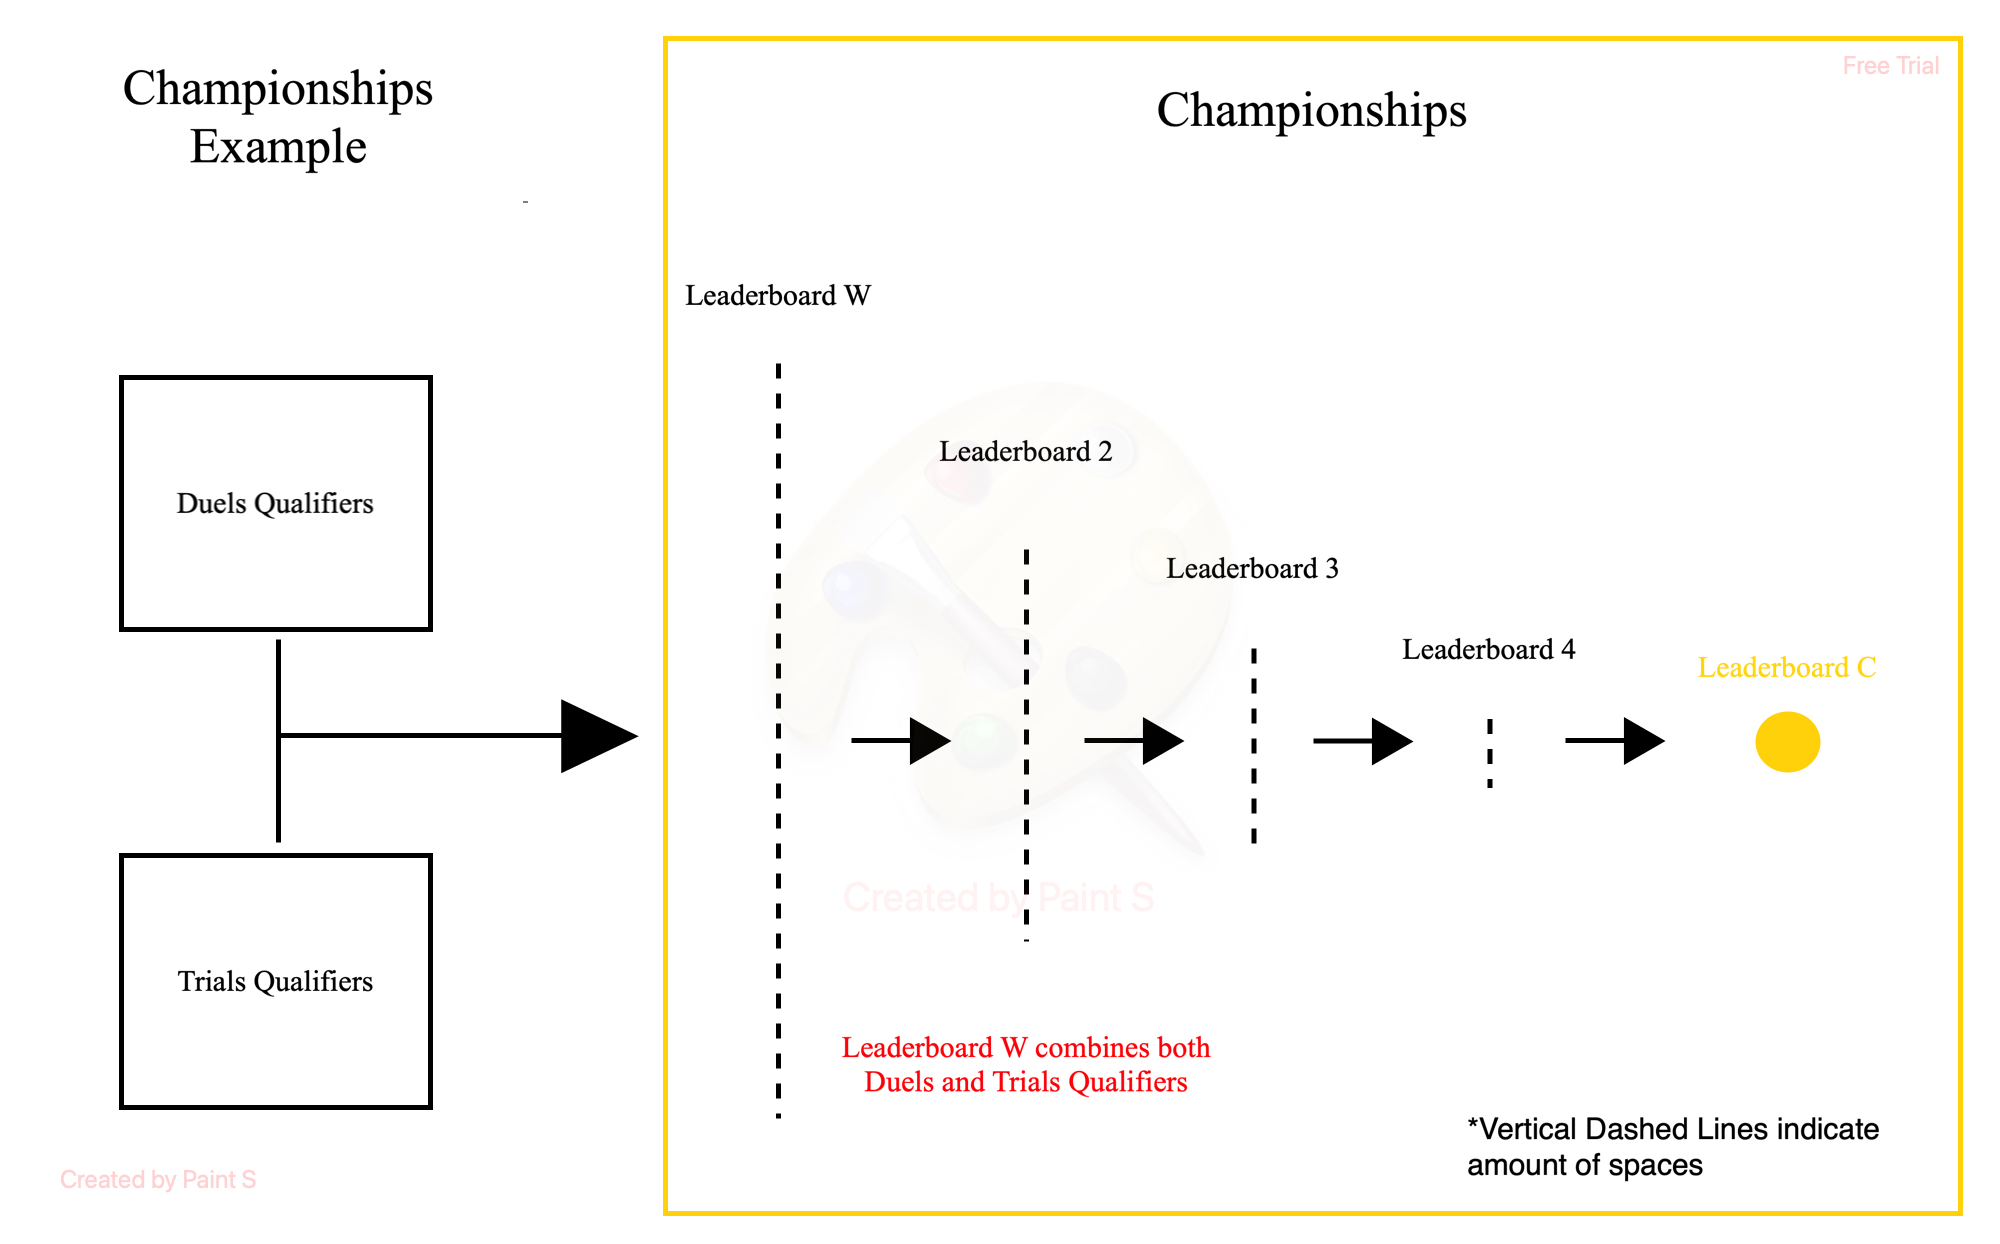 Championships
Example
Free Trial
Championships
Leaderboard W
Leaderboard 2
Duels Qualifiers
Leaderboard 3
Leaderboard 4
Leaderboard C
Created by Paint S
Trials Qualifiers
Leaderboard W combines both
Duels and Trials Qualifiers
*Vertical Dashed Lines indicate
amount of spaces
Created by Paint S